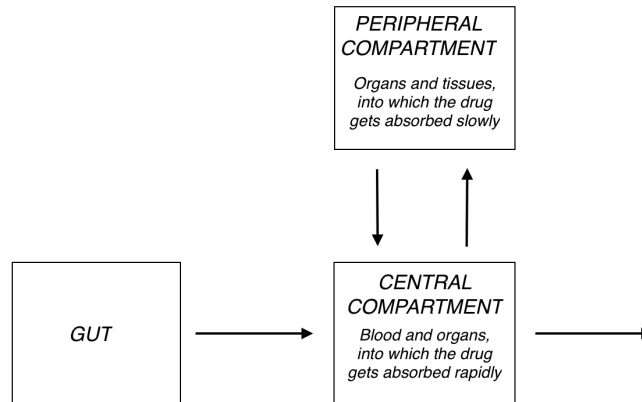 PERIPHERAL
COMPARTMENT
Organs and tissues,
into which the drug
gets absorbed slowly
GUT
CENTRAL
COMPARTMENT
Blood and organs,
into which the drug
gets absorbed rapidly